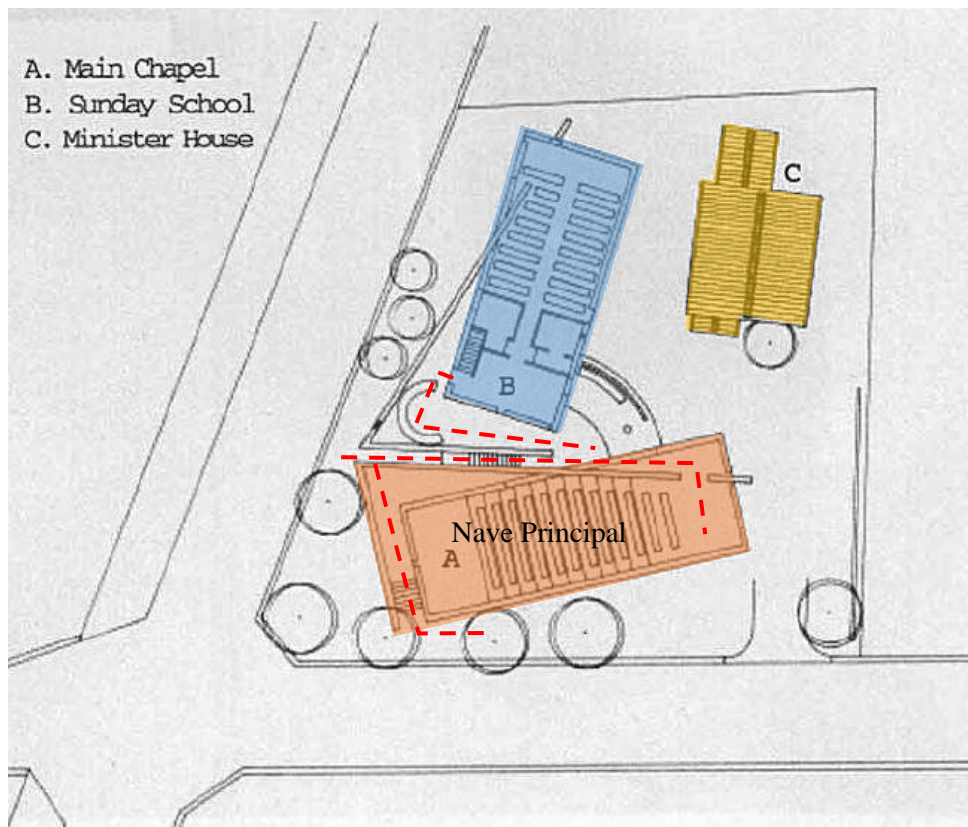 A. Main Chapel
B. Sunday School
C. Minister House
C
B
Nave Principal
A